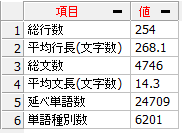 項目 値
1 総行数 254
2 平均行長(文字数) 268.1
3 総文数 4746
4 平均文長(文字数) 14.3
5 延べ単語数 24709
6 単語種別数 6201